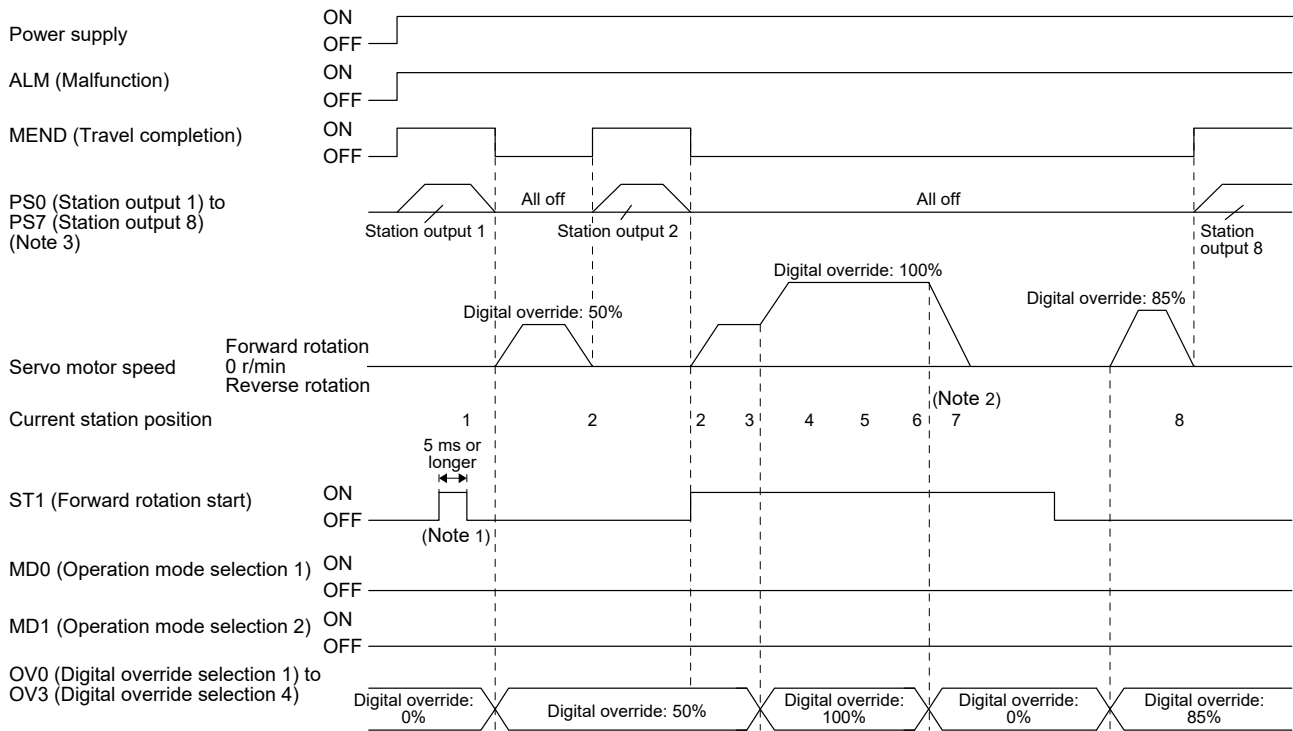 Power supply
ON
OFF
ALM (Malfunction)
ON
OFF
MEND (Travel completion)
ON
OFF
PS0 (Station output 1) to
PS7 (Station output 8)
(Note 3)
Station output 1
All off
Station output 2
All off
Station
output 8
Servo motor speed
Forward rotation
0 r/min
Reverse rotation
Digital override: 50%
Digital override: 100%
Digital override: 85%
(Note 2)
Current station position
1
2
2
3
4
5
6
7
8
5 ms or
longer
ST1 (Forward rotation start)
ON
OFF
(Note 1)
MD0 (Operation mode selection 1)
ON
OFF
MD1 (Operation mode selection 2)
ON
OFF
OV0 (Digital override selection 1) to
OV3 (Digital override selection 4)
Digital override:
0%
Digital override: 50%
Digital override:
100%
Digital override:
0%
Digital override:
85%